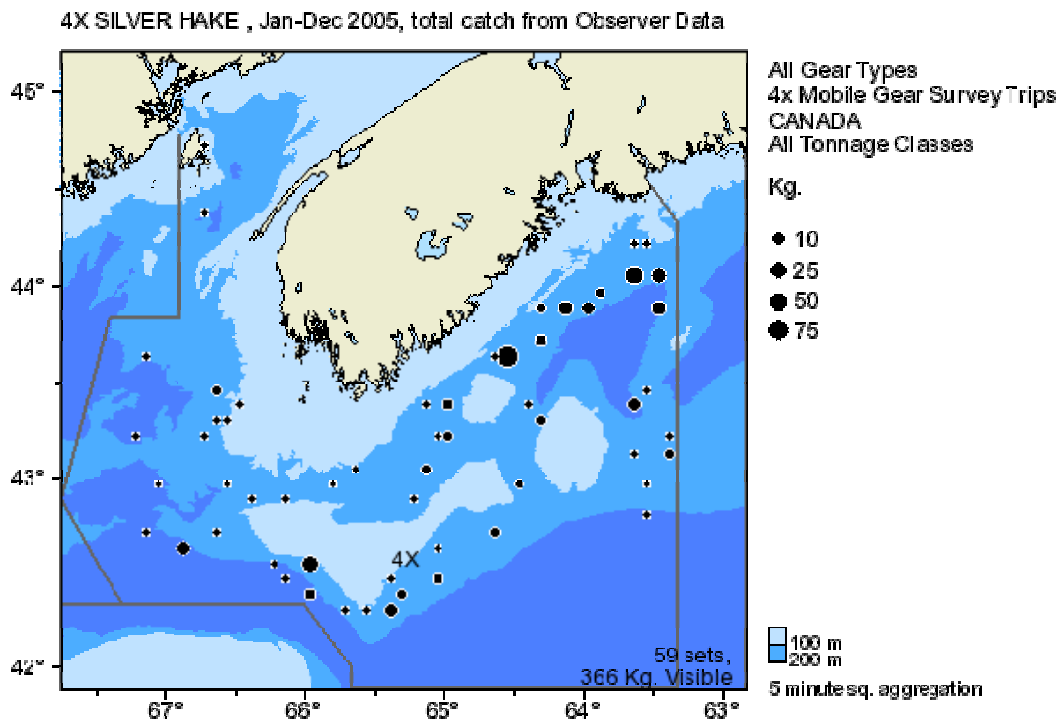 4X SILVER HAKE , Jan-Dec 2005, total catch from Observer Data
All Gear Types
4x Mobile Gear Survey Trips
CANADA
All Tonnage Classes
Kg.
10
25
50
75
45°
44°
43°
42°
4X
59 sets,
366 Kg. Visible
100 m
200 m
5 minute sq. aggregation
67° 66° 65° 64° 63°